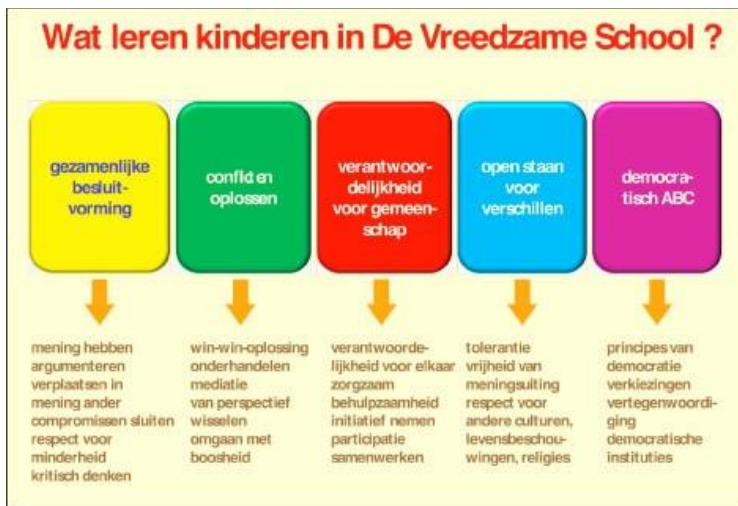 Wat leren kinderen in De Vreedzame School ?
gezamenlijke
besluit-
vorming
conflicten
oplossen
verantwoor-
delijkheid
voor gemeen-
schap
open staan
voor
verschillen
democra-
tisch ABC
mening hebben
argumenteren
verplaatsen in
mening ander
compromissen sluiten
respect voor
minderheid
kritisch denken
win-win-oplossing
onderhandelen
mediatie
van perspectief
wisselen
omgaan met
boosheid
verantwoorde-
lijkheid voor elkaar
zorgzaam
behulpzaamheid
initiatief nemen
participatie
samenwerken
tolerantie
vrijheid van
meningsuiting
respect voor
andere culturen,
levensbeschou-
wingen, religies
principes van
democratie
verkiezingen
vertegenwoordi-
ging
democratische
instituties